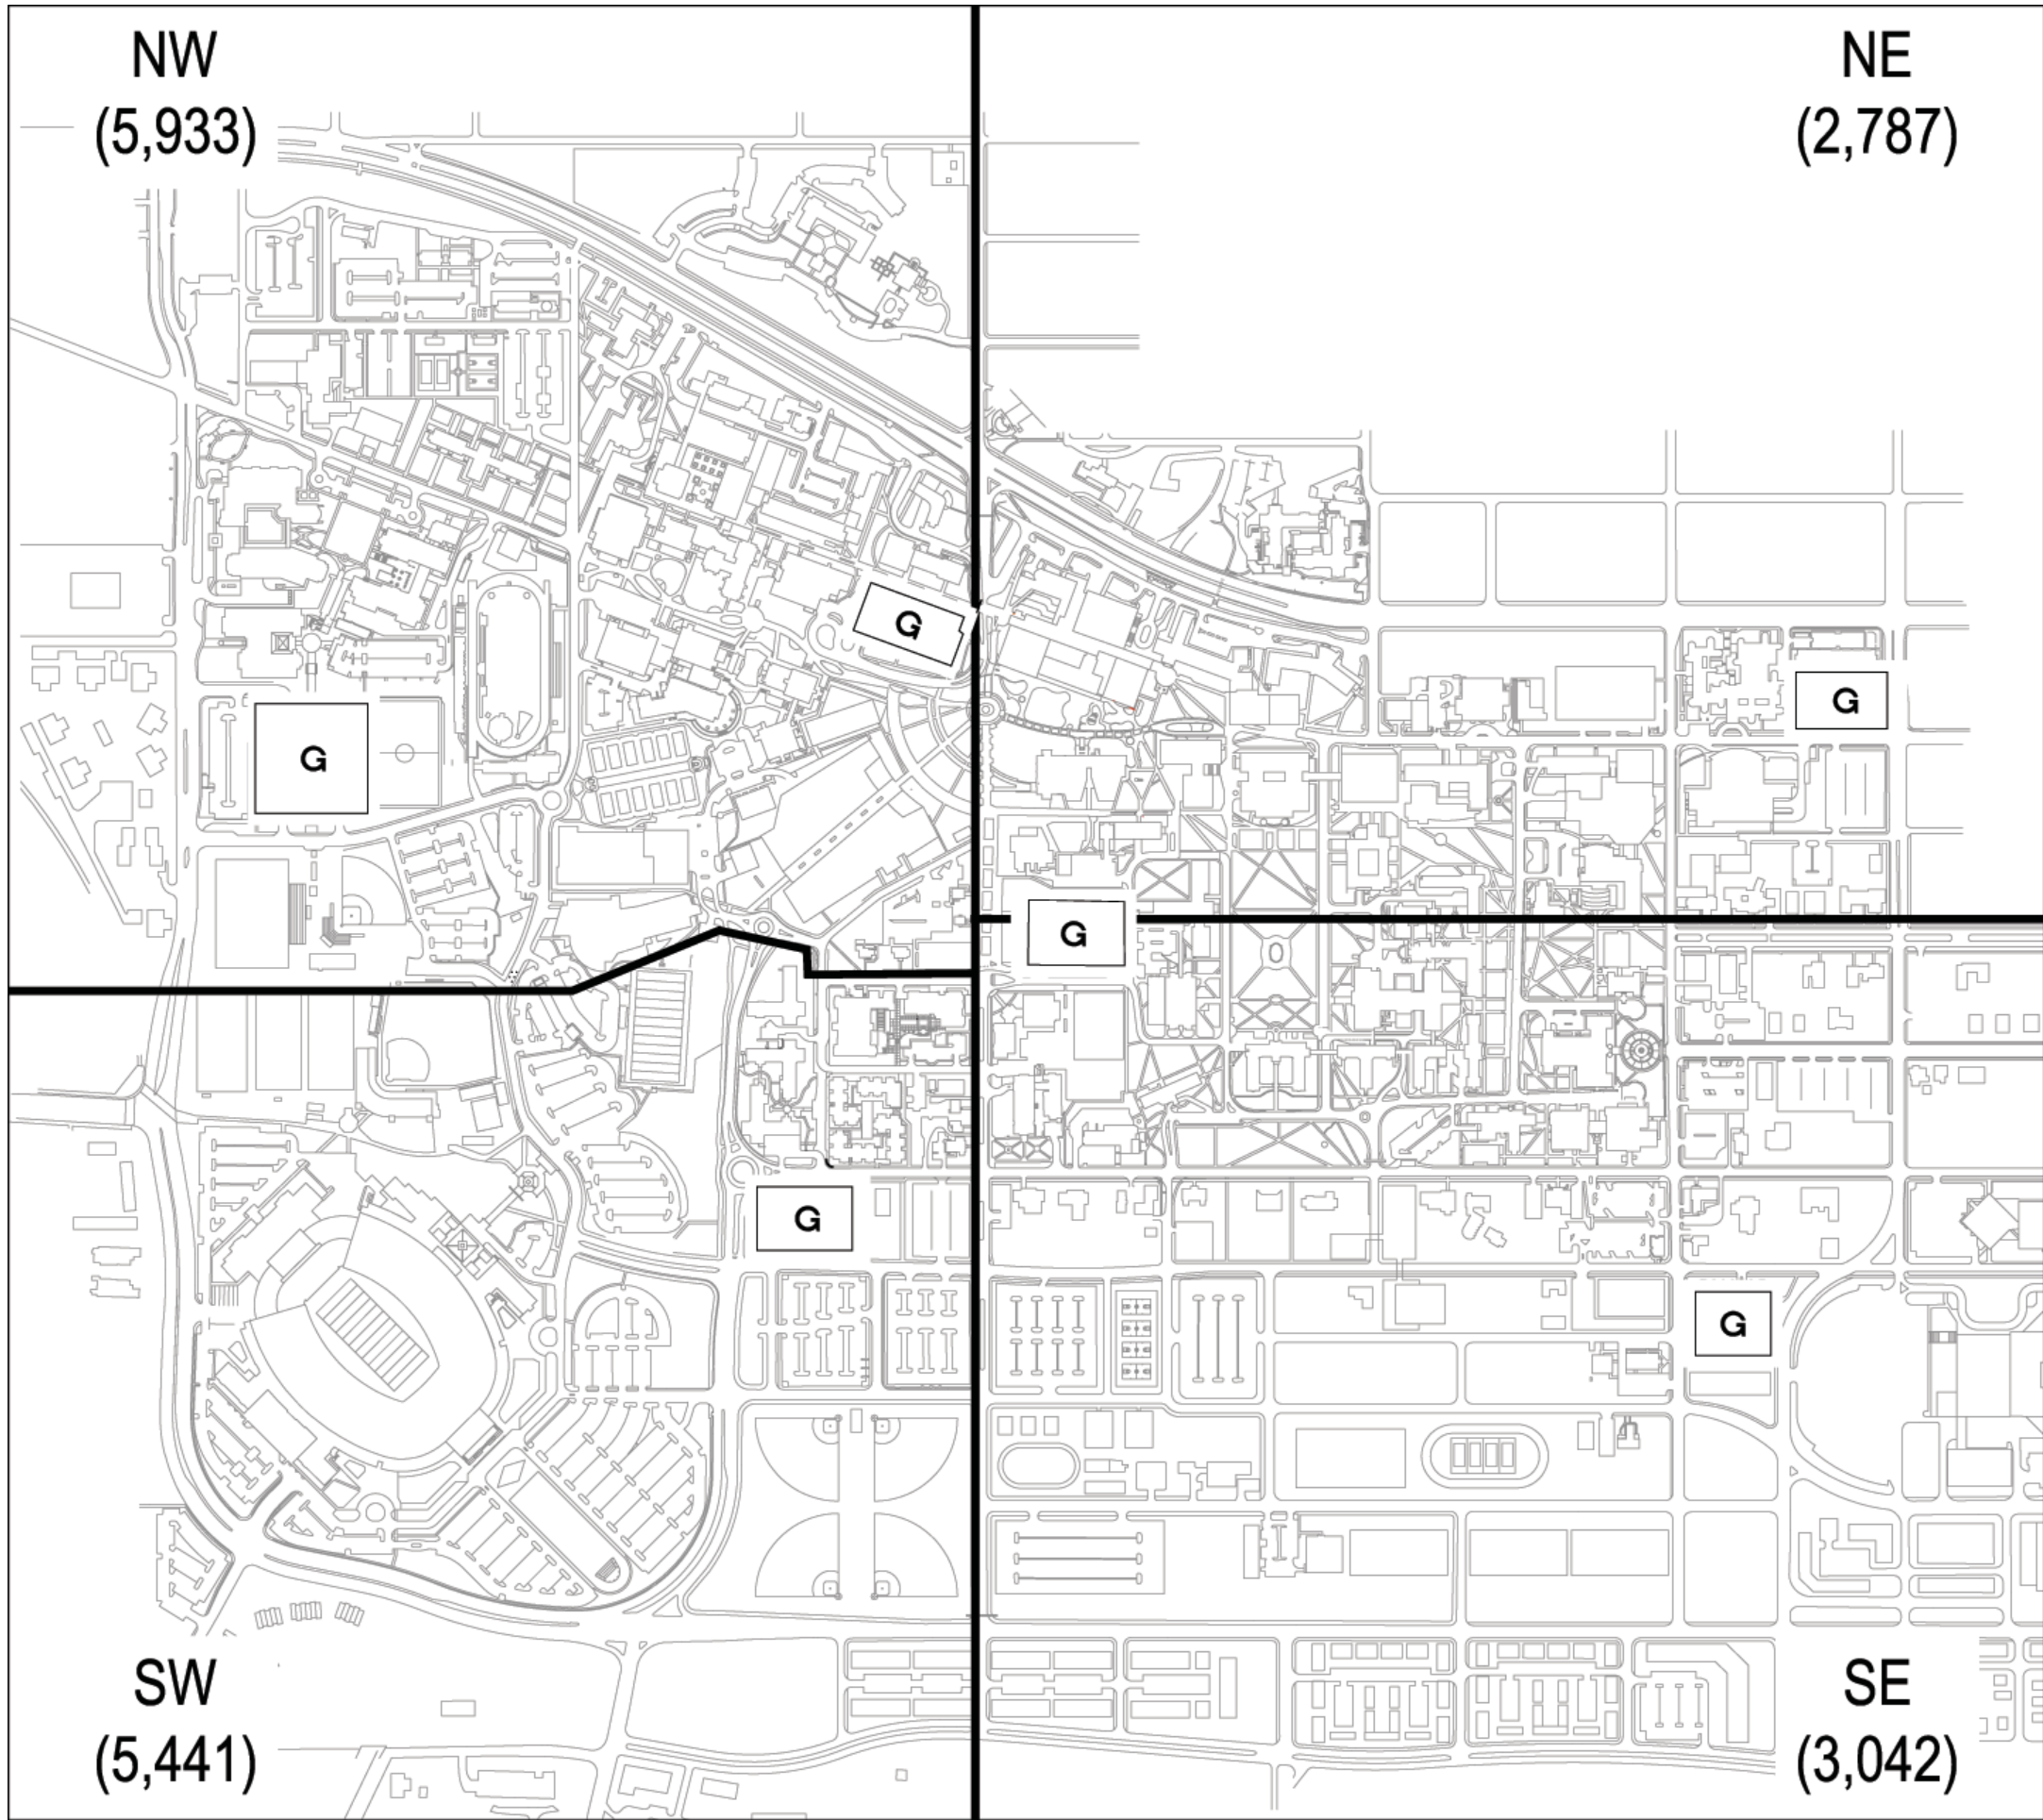 NW
(5,933)
NE
(2,787)
G
G
G
G
G
G
SW
(5,441)
SE
(3,042)